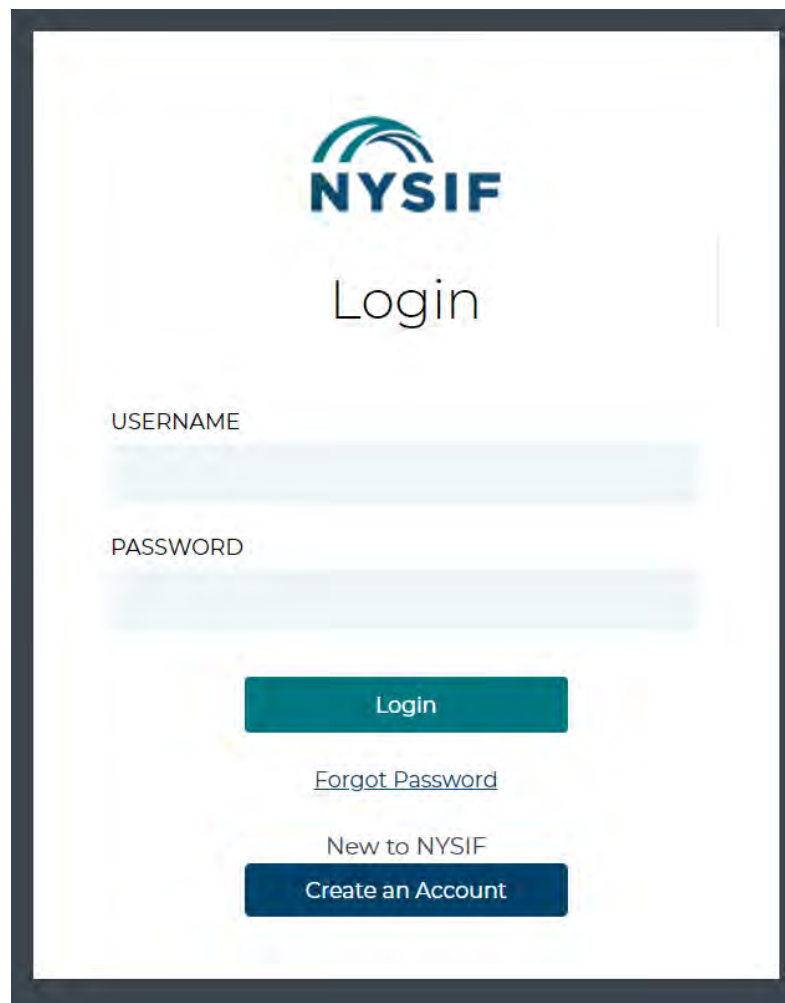 NYSIF
Login
USERNAME
PASSWORD
Login
Forgot Password
New to NYSIF
Create an Account